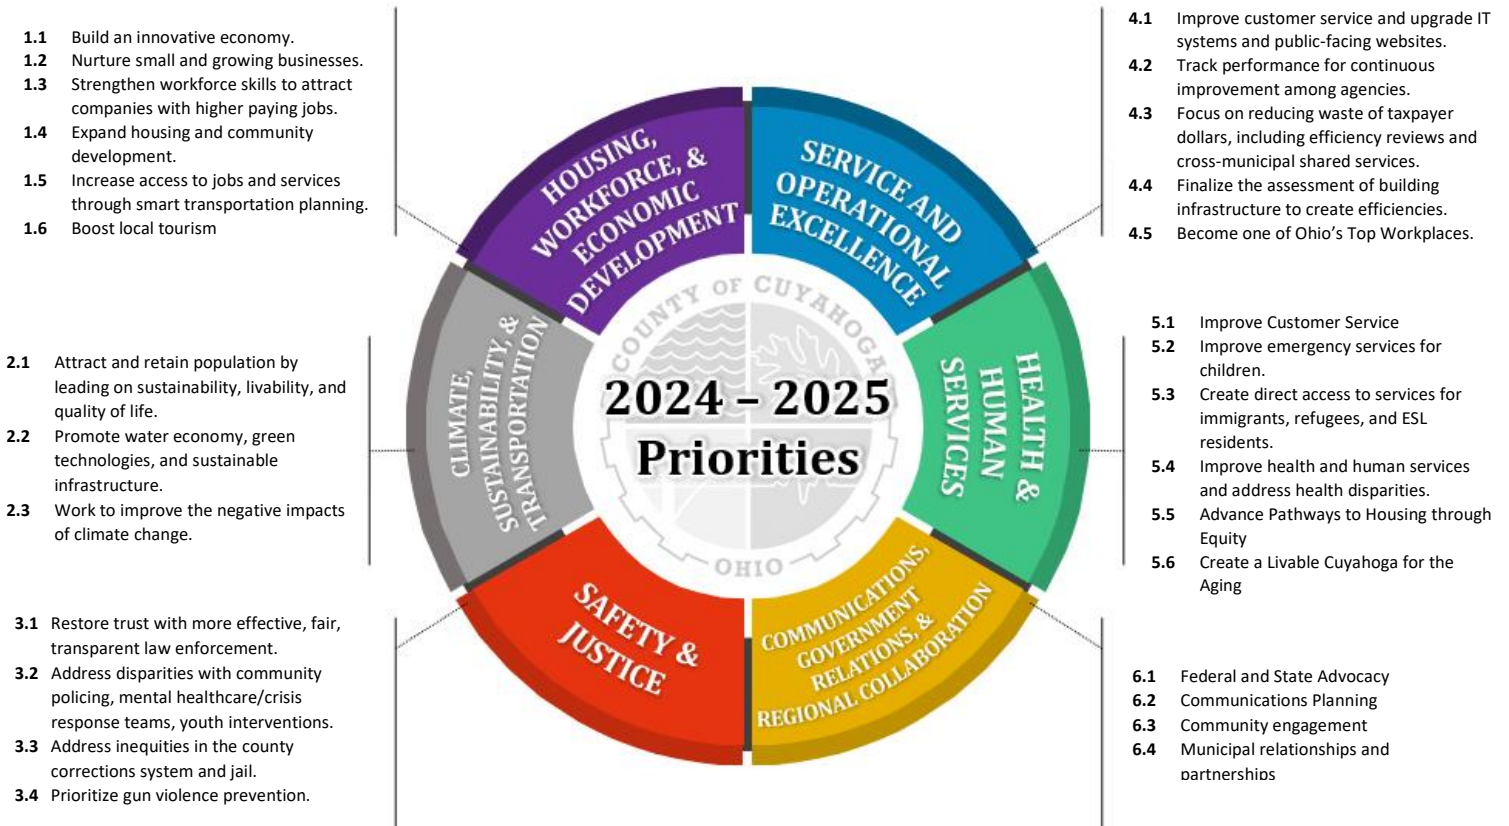 1.1 Build an innovative economy.
1.2 Nurture small and growing businesses.
1.3 Strengthen workforce skills to attract
companies with higher paying jobs.
1.4 Expand housing and community
development.
1.5 Increase access to jobs and services
through smart transportation planning.
1.6 Boost local tourism
2.1 Attract and retain population by
leading on sustainability, livability, and
quality of life.
2.2 Promote water economy, green
technologies, and sustainable
infrastructure.
2.3 Work to improve the negative impacts
of climate change.
3.1 Restore trust with more effective, fair,
transparent law enforcement.
3.2 Address disparities with community
policing, mental healthcare/crisis
response teams, youth interventions.
3.3 Address inequities in the county
corrections system and jail.
3.4 Prioritize gun violence prevention.
HOUSING,
WORKFORCE, &
ECONOMIC
DEVELOPMENT
SERVICE AND
OPERATIONAL
EXCELLENCE
CLIMATE,
SUSTAINABILITY, &
TRANSPORTATION
COUNTY OF CUYAHOGA
2024 – 2025
Priorities
OHIO
HEALTH &
HUMAN
SERVICES
SAFETY &
JUSTICE
COMMUNICATIONS,
GOVERNMENT
RELATIONS, &
REGIONAL COLLABORATION
4.1 Improve customer service and upgrade IT
systems and public-facing websites.
4.2 Track performance for continuous
improvement among agencies.
4.3 Focus on reducing waste of taxpayer
dollars, including efficiency reviews and
cross-municipal shared services.
4.4 Finalize the assessment of building
infrastructure to create efficiencies.
4.5 Become one of Ohio’s Top Workplaces.
5.1 Improve Customer Service
5.2 Improve emergency services for
children.
5.3 Create direct access to services for
immigrants, refugees, and ESL
residents.
5.4 Improve health and human services
and address health disparities.
5.5 Advance Pathways to Housing through
Equity
5.6 Create a Livable Cuyahoga for the
Aging
6.1 Federal and State Advocacy
6.2 Communications Planning
6.3 Community engagement
6.4 Municipal relationships and
partnerships